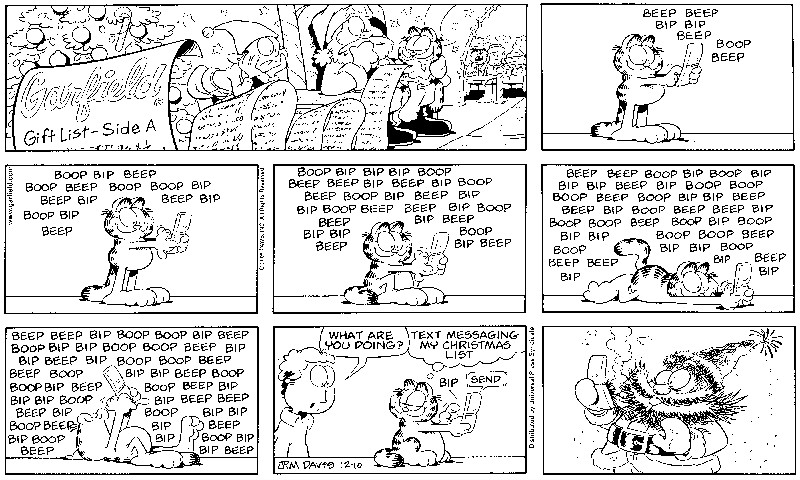 Garfield
Gift List-Side A
BEEP BEEP
BIP BIP
BEEP
BOOP
BEEP
BOOP BIP BEEP
BOOP BEEP BOOP BOOP BIP
BEEP BIP BEEP BIP
BOOP BIP
BEEP
BOOP BIP BIP BIP BOOP
BEEP BEEP BIP BEEP BIP BOOP
BEEP BOOP BIP BEEP BIP
BIP BOOP BEEP BEEP BIP BOOP
BEEP BIP BEEP
BIP BIP BOOP
BEEP BIP BEEP
BEEP BEEP BOOP BOOP BIP BOOP
BIP BIP BEEP BIP BOOP BEEP BIP
BOOP BEEP BOOP BIP BIP BEEP
BEEP BIP BOOP BEEP BEEP BIP
BOOP BOOP BIP BEEP BOOP BIP BOOP
BIP BIP BOOP BOOP BEEP
BOOP BIP BIP BOOP
BEEP BEEP BIP BEEP
BIP BIP
BEEP BEEP BIP BOOP BOOP BIP BEEP
BOOP BIP BIP BOOP BEEP BEEP BIP
BIP BEEP BIP BOOP BOOP BEEP
BEEP BOOP BIP BIP BEEP BOOP
BOOP BIP BEEP BOOP BEEP BIP
BIP BIP BOOP BIP BEEP BEEP
BEEP BIP BOOP BIP BIP
BOOP BEEP BIP BEEP
BIP BOOP BIP BOOP BIP
BEEP BIP BEEP
WHAT ARE
YOU DOING?
TEXT MESSAGING
MY CHRISTMAS
LIST
BIP
SEND
JIM DAVIS 12-10